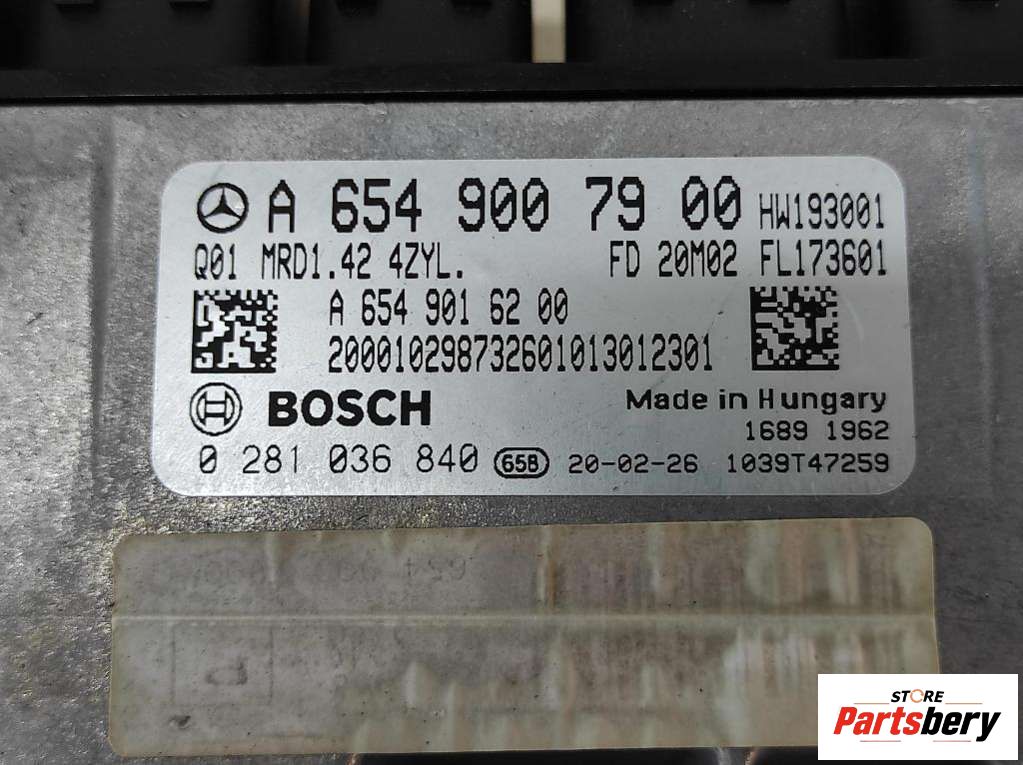 A 654 900 79 00 HW193001
Q01 MRD1.42 4ZYL. FD 20M02 FL173601
A 654 901 62 00
200010298732601013012301
BOSCH Made in Hungary
1689 1962
0 281 036 840 65B 20-02-26 1039T47259
STORE
Partsbery